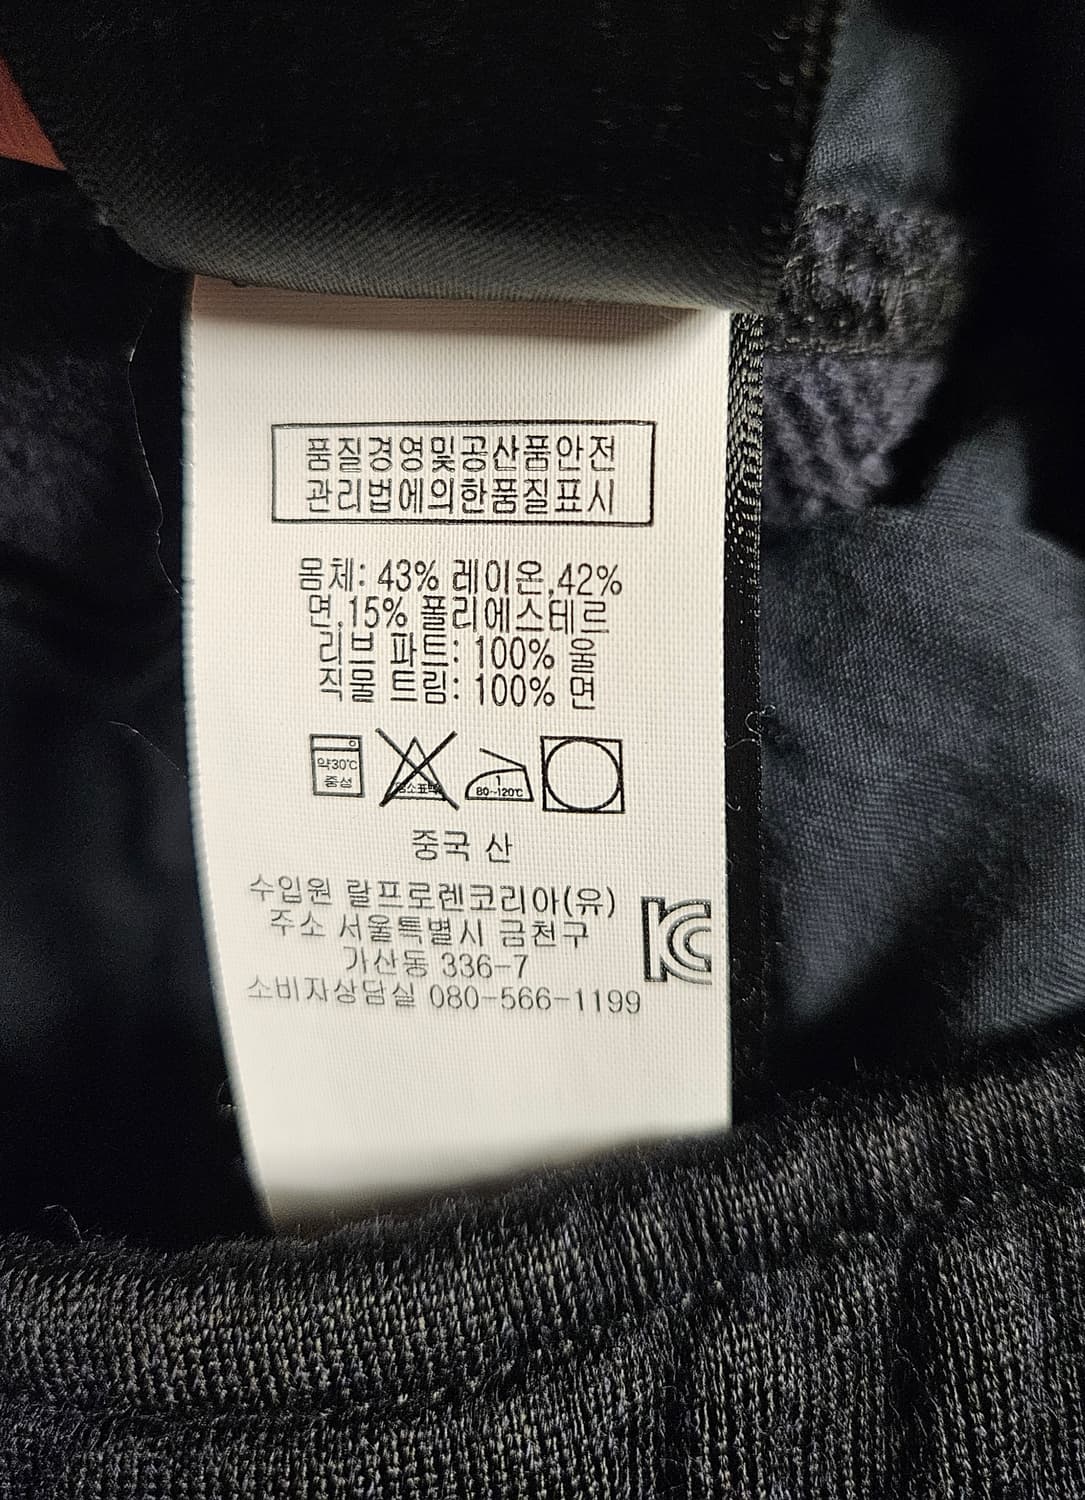 품질경영및공산품안전
관리법에의한품질표시
몸체: 43% 레이온,42%
면,15% 폴리에스테르
리브 파트: 100% 울
직물 트림: 100% 면
약30℃
중성
1
80~120℃
중국 산
수입원 랄프로렌코리아(유)
주소 서울특별시 금천구
가산동 336-7
소비자상담실 080-566-1199
KC